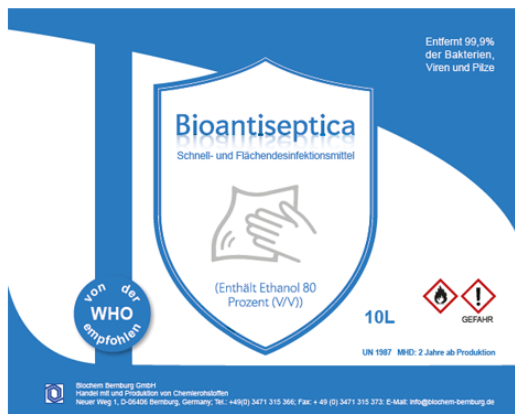 Entfernt 99,9%
der Bakterien,
Viren und Pilze
Bioantiseptica
Schnell- und Flächendesinfektionsmittel
(Enthält Ethanol 80
Prozent (V/V))
von der
WHO
empfohlen
10L
GEFAHR
UN 1987 MHD: 2 Jahre ab Produktion
Biochem Bernburg GmbH
Handel mit und Produktion von Chemierohstoffen
Neuer Weg 1, D-06406 Bernburg, Germany; Tel.: +49(0) 3471 315 366; Fax: + 49 (0) 3471 315 373: E-Mail: info@biochem-bernburg.de